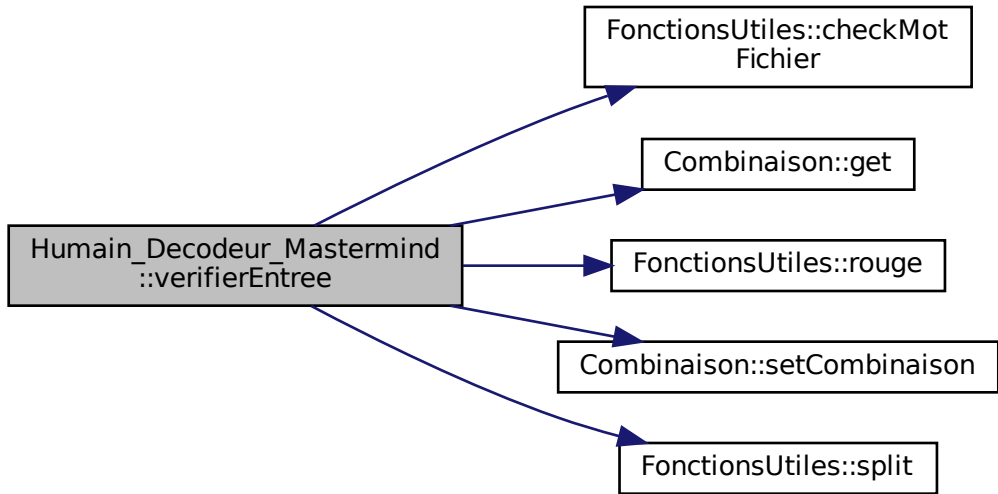 FonctionsUtiles::checkMot
Fichier
Combinaison::get
Humain_Decodeur_Mastermind
::verifierEntree
FonctionsUtiles::rouge
Combinaison::setCombinaison
FonctionsUtiles::split